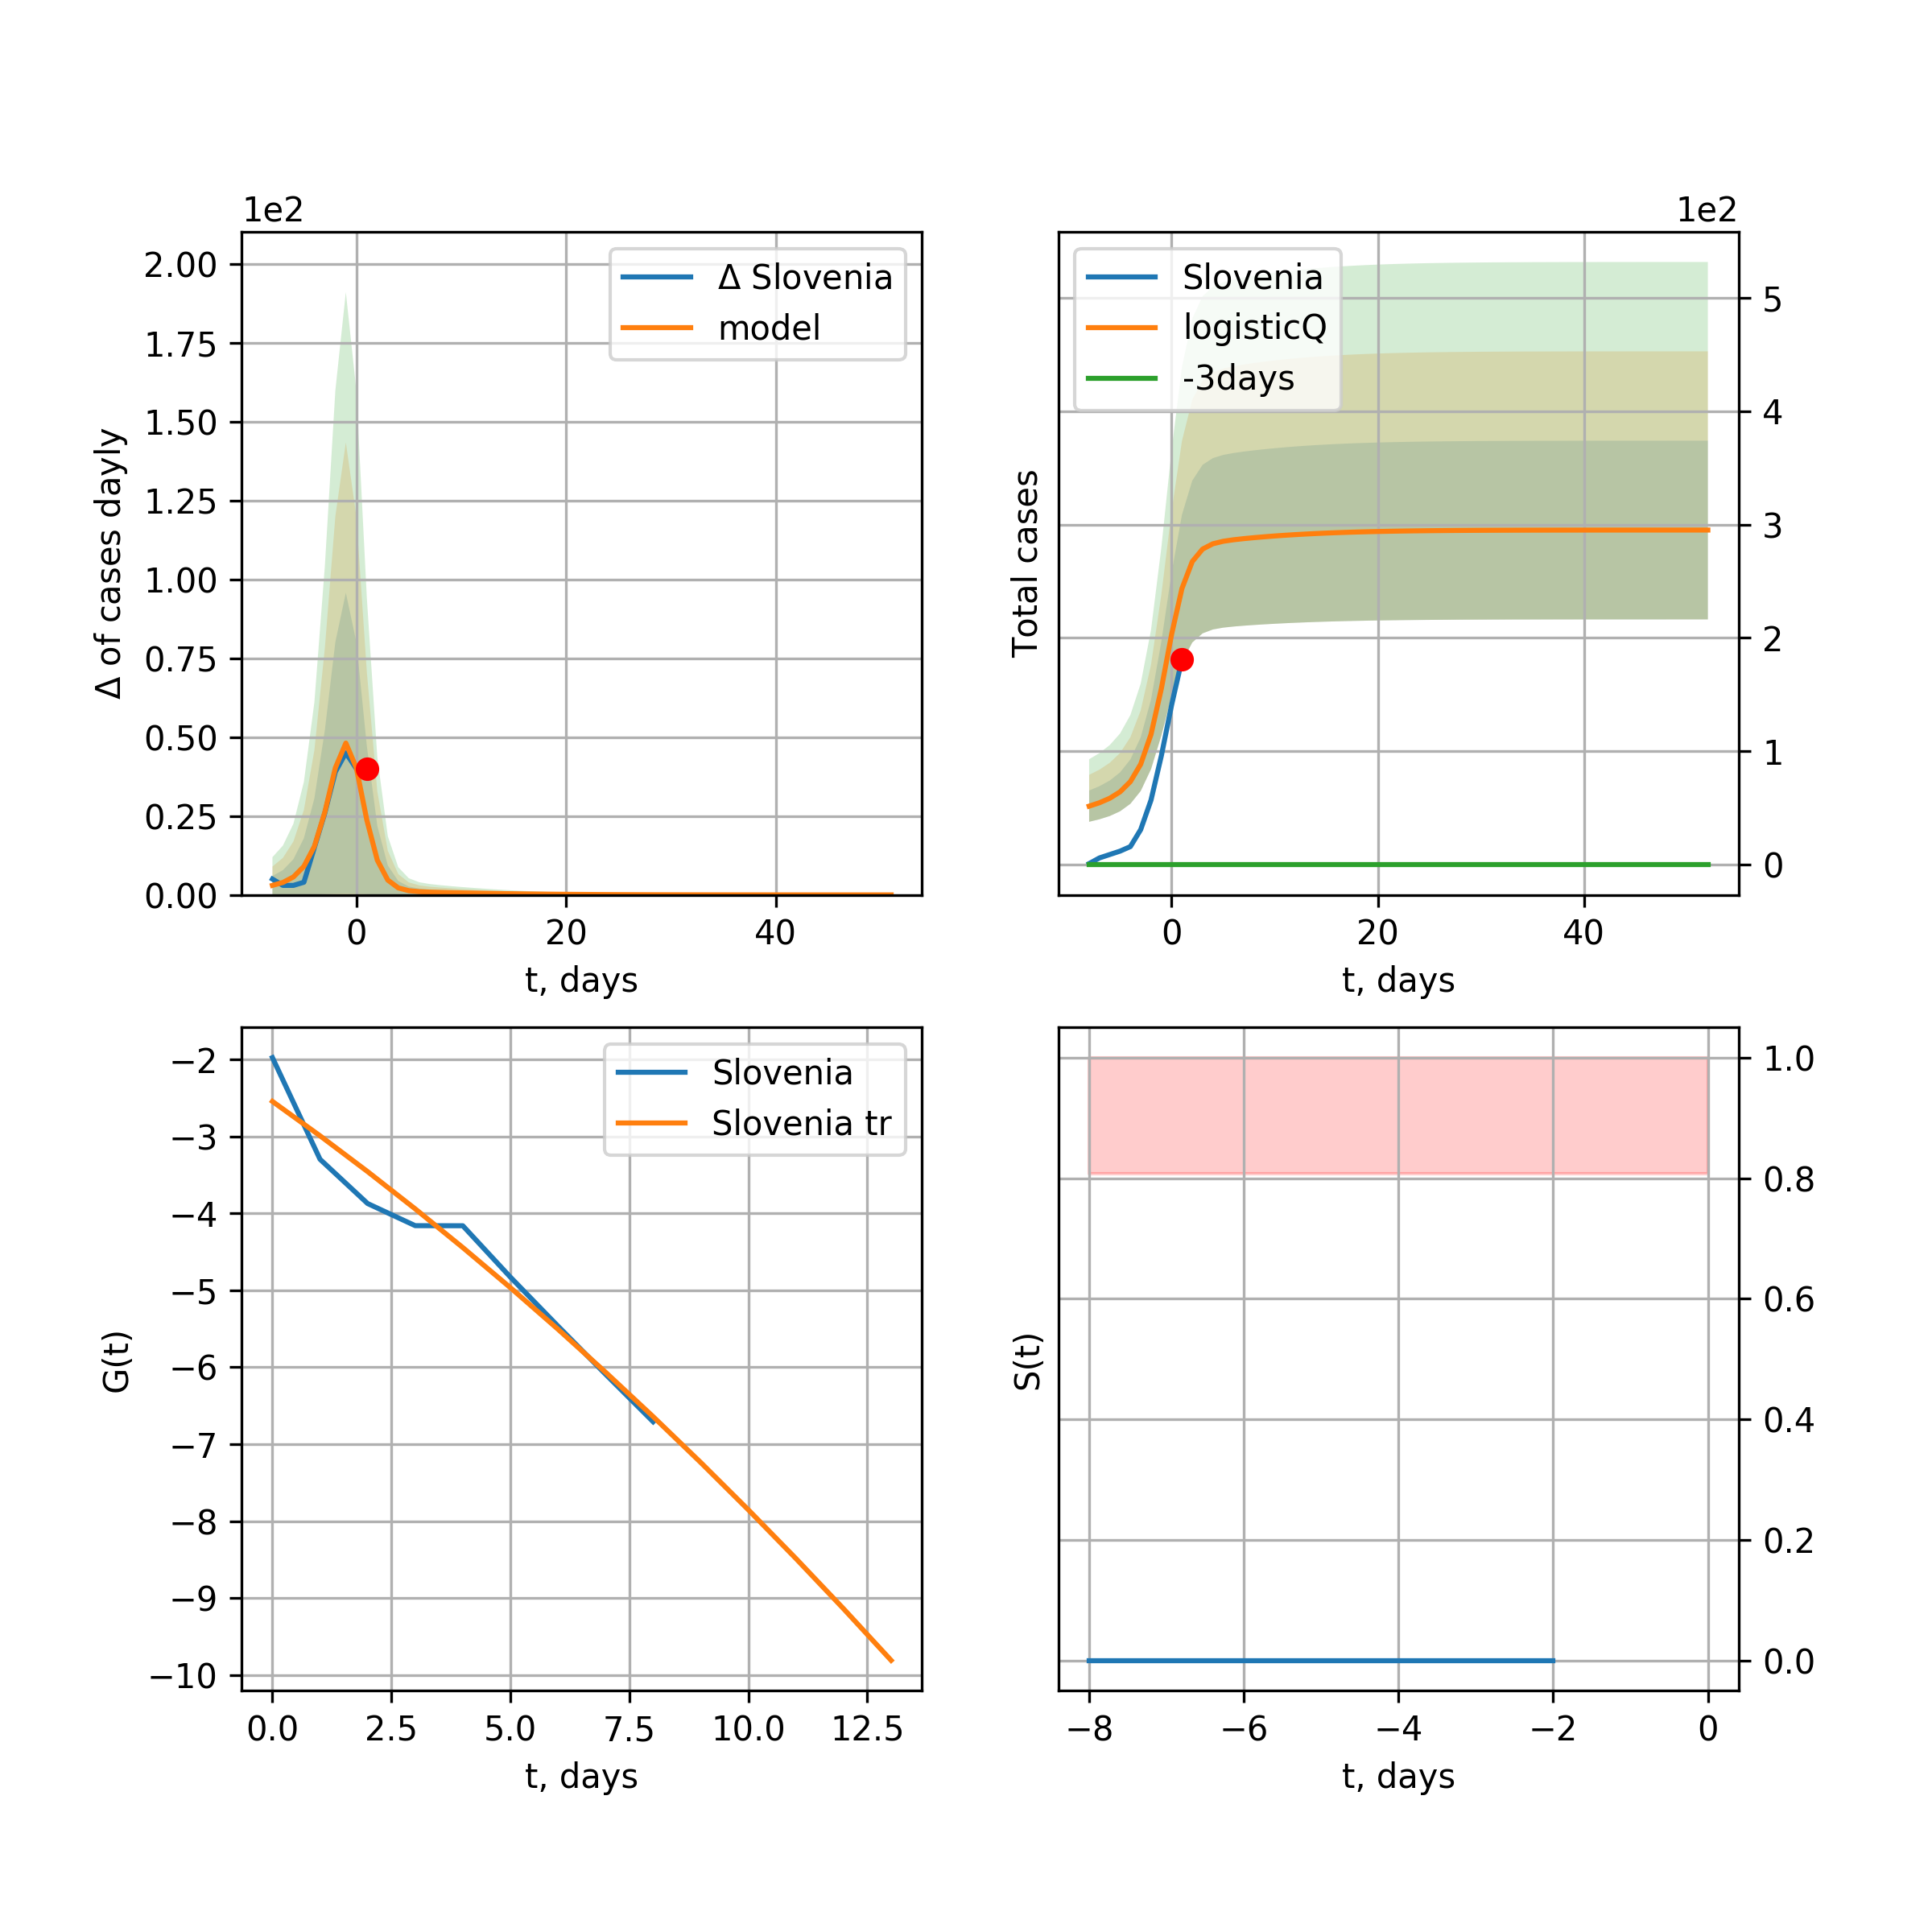 1e2
Δ of cases dayly
2.00
1.75
1.50
1.25
1.00
0.75
0.50
0.25
0.00
0 20 40
t, days
Δ Slovenia
model
1e2
Total cases
Slovenia
logisticQ
-3days
5
4
3
2
1
0
0 20 40
t, days
G(t)
−2
−3
−4
−5
−6
−7
−8
−9
−10
0.0 2.5 5.0 7.5 10.0 12.5
t, days
Slovenia
Slovenia tr
S(t)
1.0
0.8
0.6
0.4
0.2
0.0
−8 −6 −4 −2 0
t, days